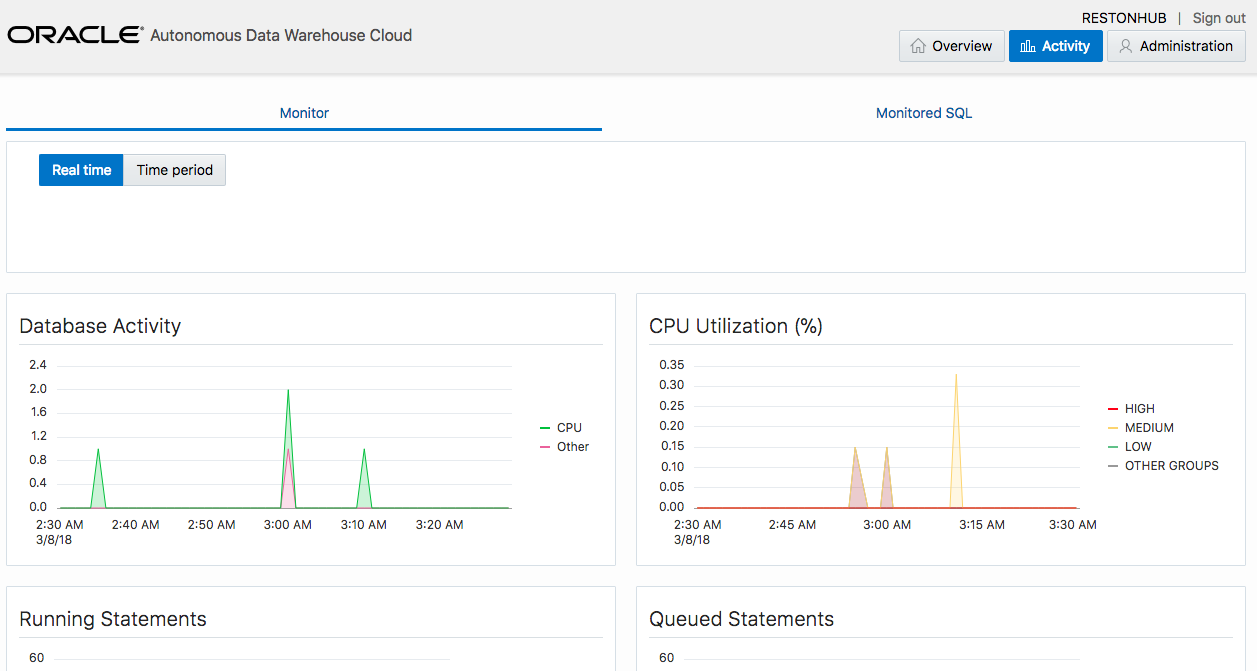 RESTONHUB | Sign out
ORACLE® Autonomous Data Warehouse Cloud
Overview Activity Administration
Monitor Monitored SQL
Real time Time period
Database Activity
2.4
2.0
1.6
1.2
0.8
0.4
0.0
2:30 AM 2:40 AM 2:50 AM 3:00 AM 3:10 AM 3:20 AM
3/8/18
CPU
Other
CPU Utilization (%)
0.35
0.30
0.25
0.20
0.15
0.10
0.05
0.00
2:30 AM 2:45 AM 3:00 AM 3:15 AM 3:30 AM
3/8/18
HIGH
MEDIUM
LOW
OTHER GROUPS
Running Statements
60
Queued Statements
60